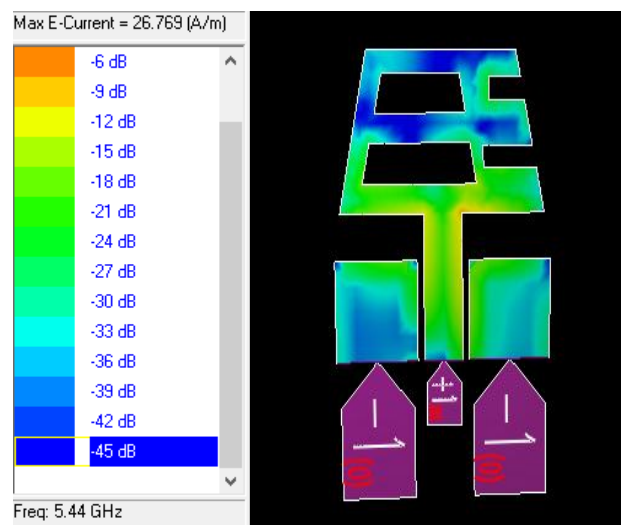 Max E-Current = 26.769 (A/m)
-6 dB
-9 dB
-12 dB
-15 dB
-18 dB
-21 dB
-24 dB
-27 dB
-30 dB
-33 dB
-36 dB
-39 dB
-42 dB
-45 dB
Freq: 5.44 GHz